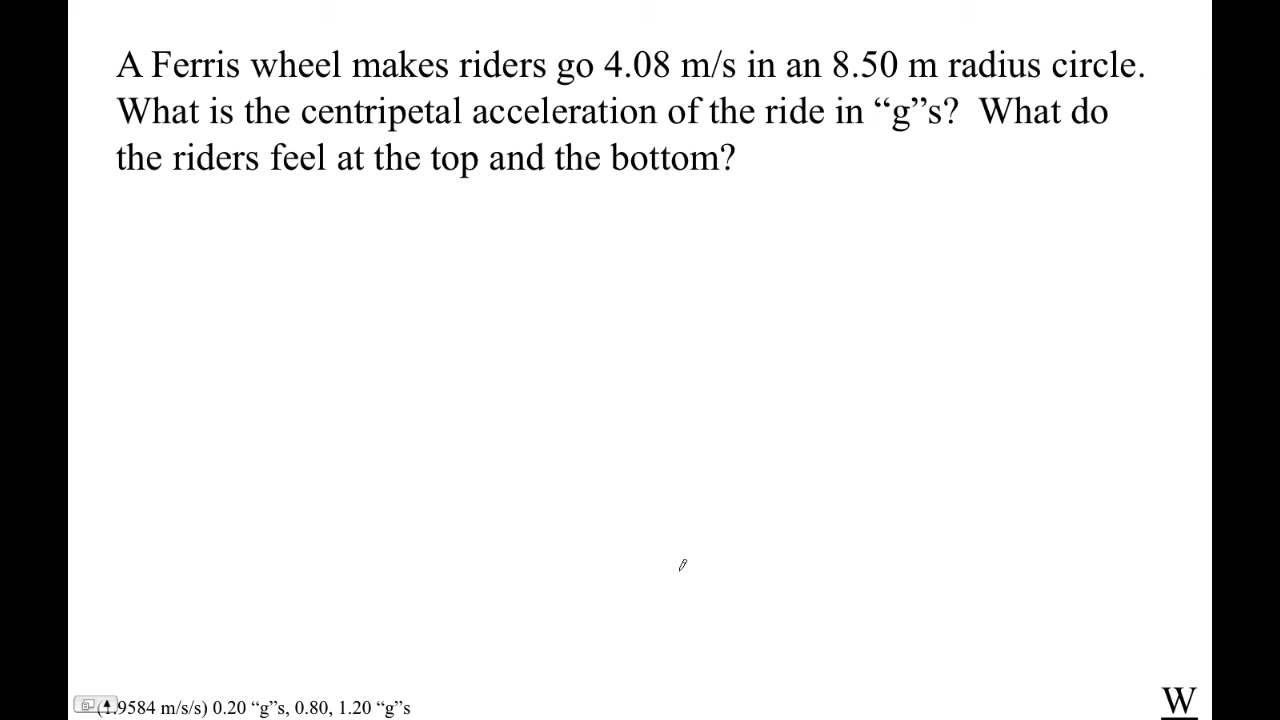 A Ferris wheel makes riders go 4.08 m/s in an 8.50 m radius circle.
What is the centripetal acceleration of the ride in “g”s?  What do
the riders feel at the top and the bottom?
(1.9584 m/s/s) 0.20 “g”s, 0.80, 1.20 “g”s
W